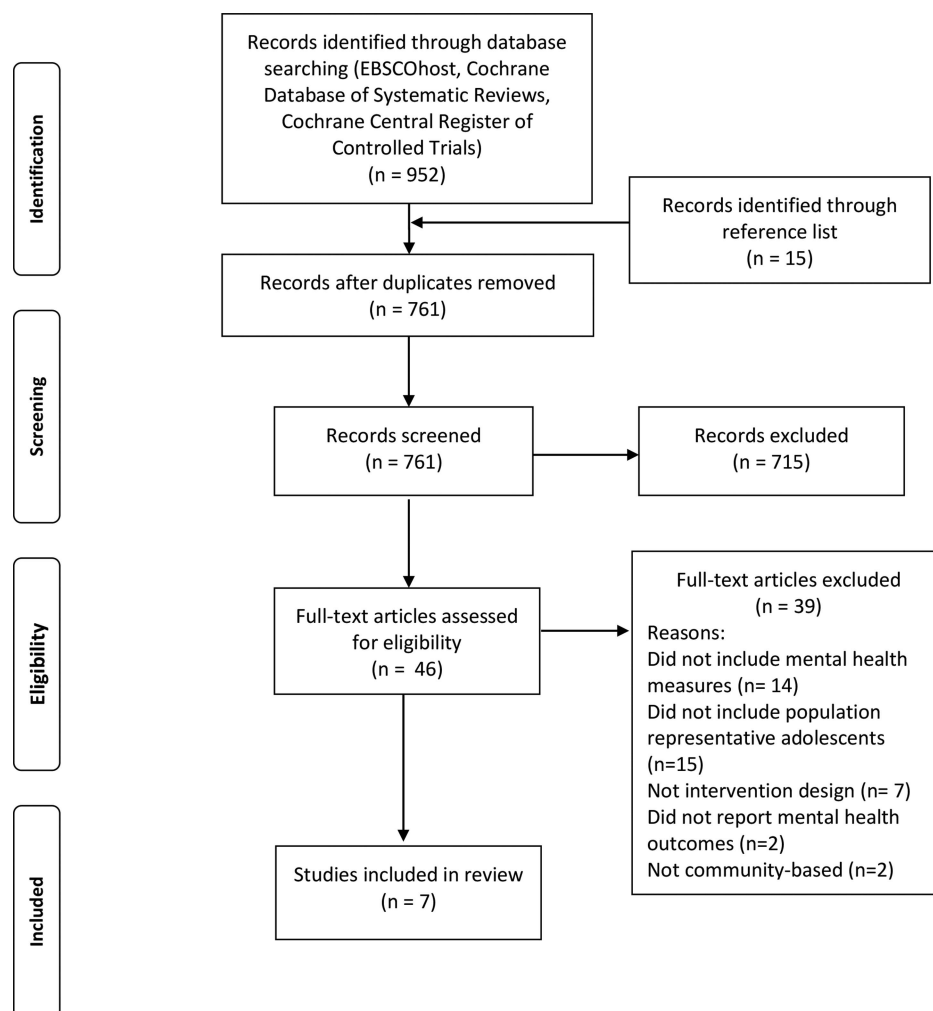 Identification
Records identified through database
searching (EBSCOhost, Cochrane
Database of Systematic Reviews,
Cochrane Central Register of
Controlled Trials)
(n = 952)
Records identified through
reference list
(n = 15)
Records after duplicates removed
(n = 761)
Screening
Records screened
(n = 761)
Records excluded
(n = 715)
Eligibility
Full-text articles assessed
for eligibility
(n = 46)
Full-text articles excluded
(n = 39)
Reasons:
Did not include mental health
measures (n= 14)
Did not include population
representative adolescents
(n=15)
Not intervention design (n= 7)
Did not report mental health
outcomes (n=2)
Not community-based (n=2)
Included
Studies included in review
(n = 7)